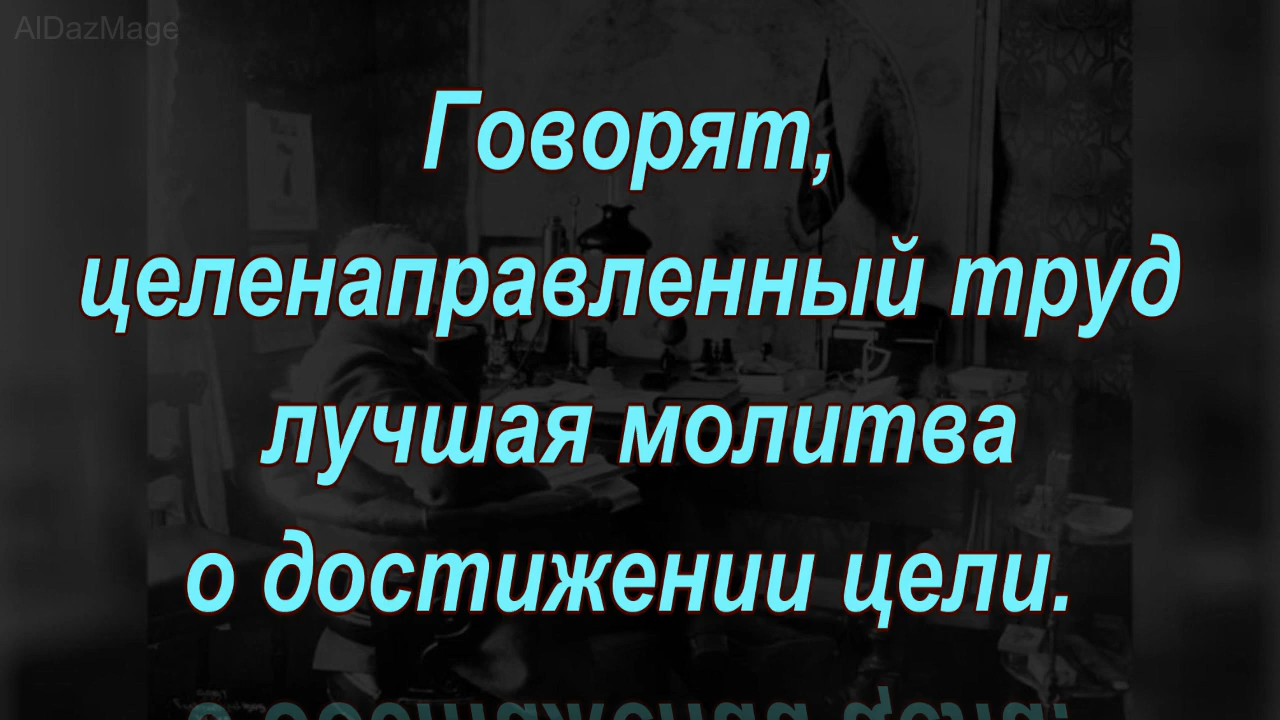 AlDazMage
Говорят,
целенаправленный труд
лучшая молитва
о достижении цели.